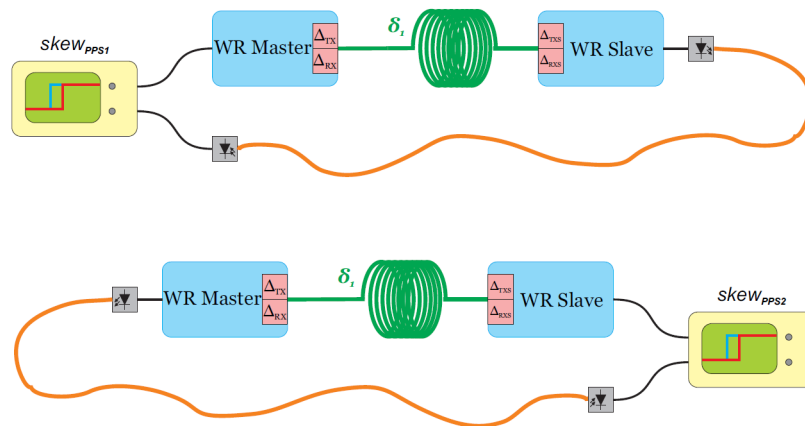 skewPPS1
WR Master
ΔTX
ΔRX
δ1
ΔTXS
ΔRXS
WR Slave
WR Master
ΔTX
ΔRX
δ1
ΔTXS
ΔRXS
WR Slave
skewPPS2